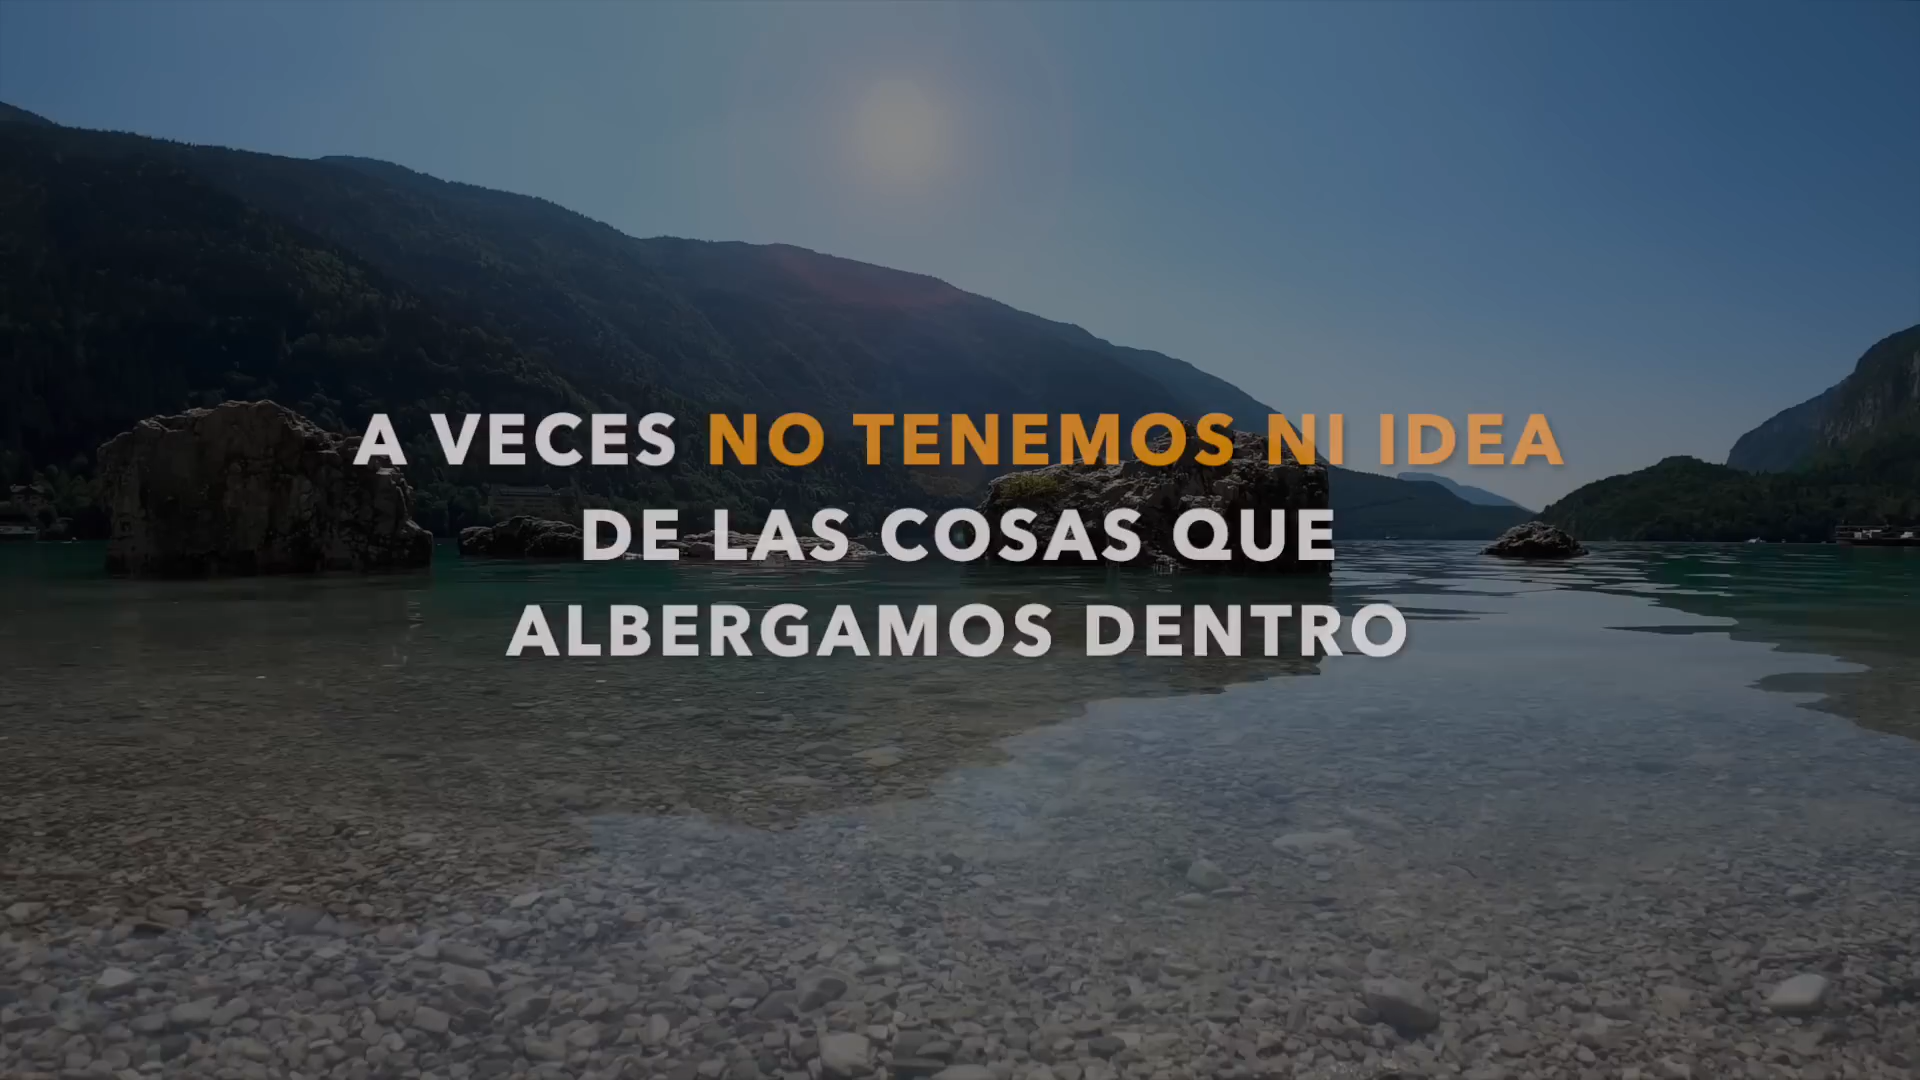 A VECES NO TENEMOS NI IDEA
DE LAS COSAS QUE
ALBERGAMOS DENTRO